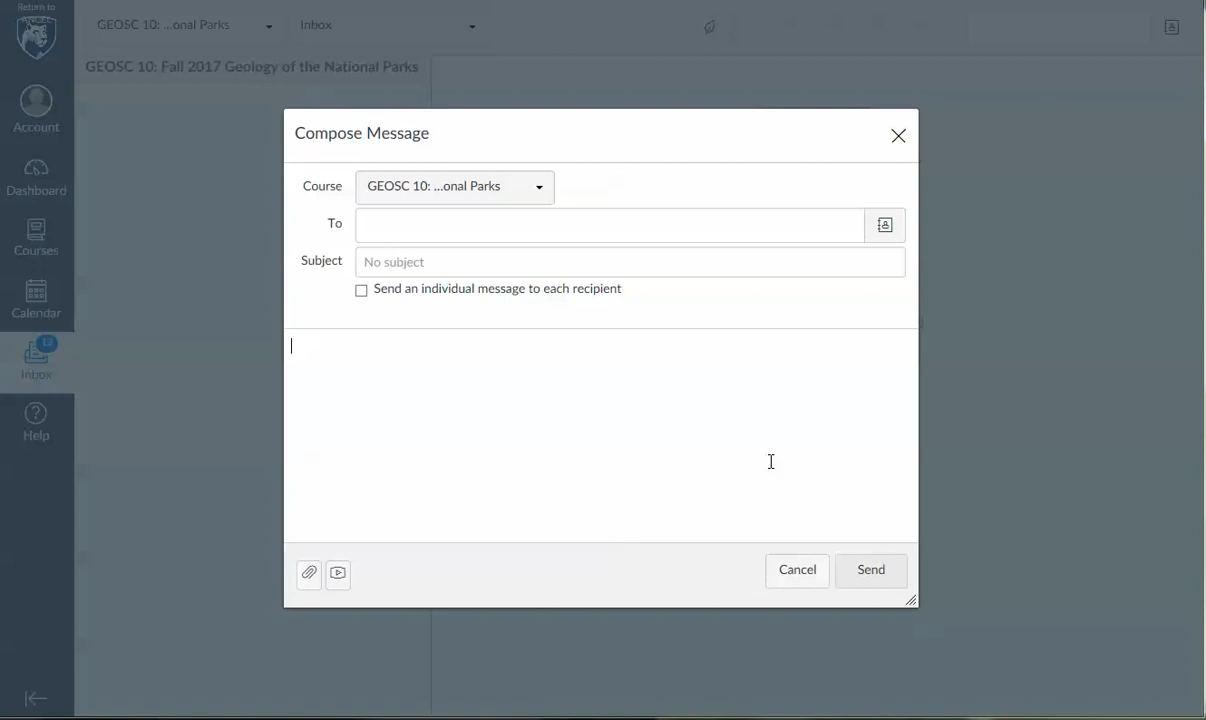 Return to
ANGEL
Account
Dashboard
Courses
Calendar
Inbox
Help
GEOSC 10: ...onal Parks
Inbox
GEOSC 10: Fall 2017 Geology of the National Parks
Compose Message
Course GEOSC 10: ...onal Parks
To
Subject No subject
Send an individual message to each recipient
Cancel Send